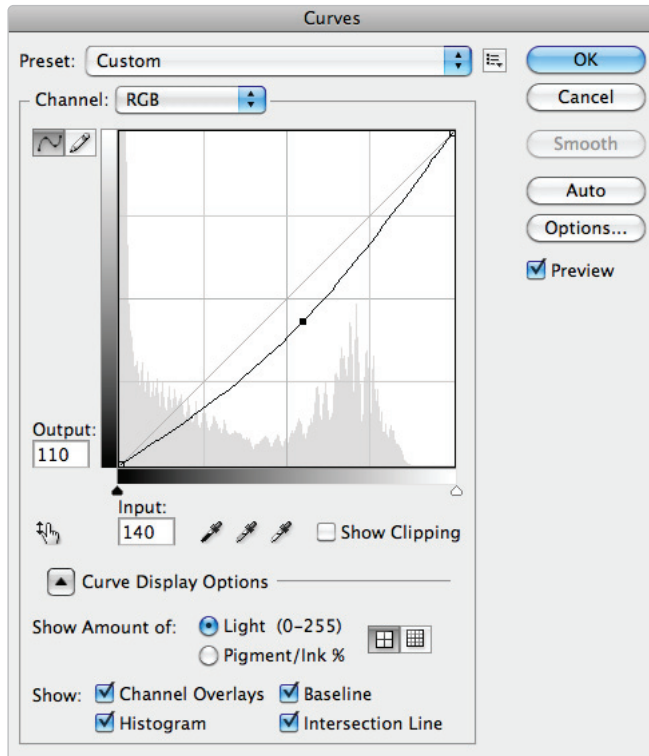 Curves
Preset: Custom
OK
Channel: RGB
Cancel
Smooth
Auto
Options...
Preview
Output:
110
Input:
140
Show Clipping
Curve Display Options
Show Amount of: Light (0-255)
Pigment/Ink %
Show: Channel Overlays Baseline
Histogram Intersection Line